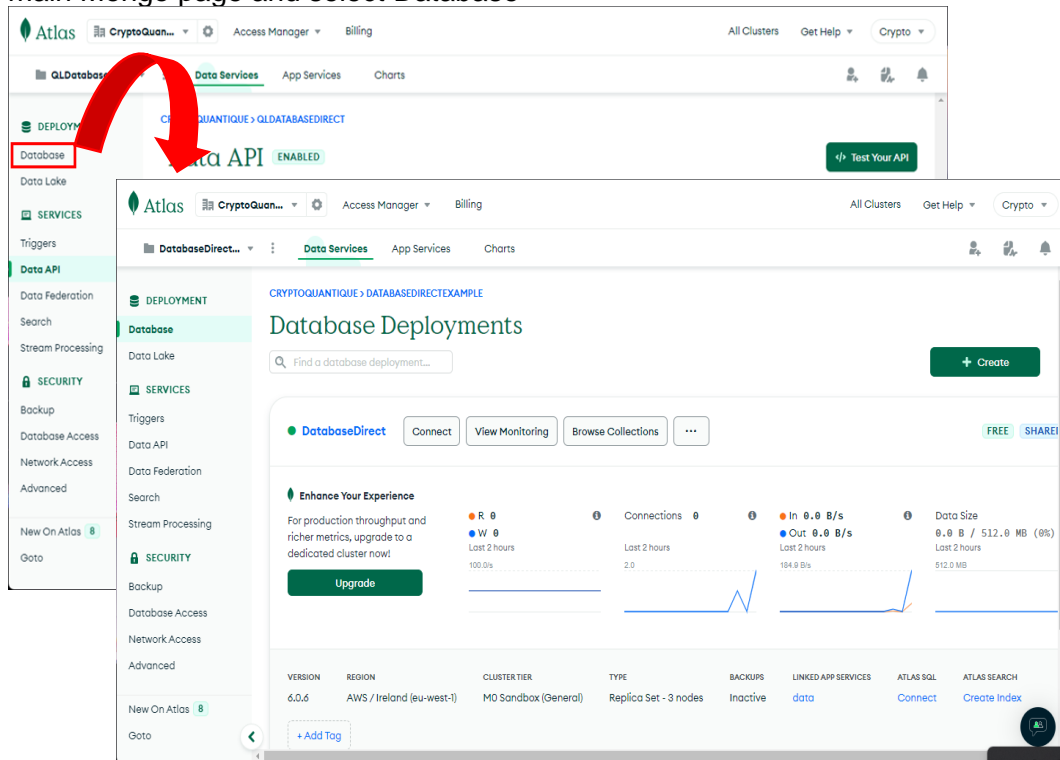 main Mongo page and select Database
Atlas CryptoQuan... Access Manager Billing All Clusters Get Help Crypto
QLDatabase Data Services App Services Charts
DEPLOYM
Database
Data Lake
SERVICES
Triggers
Data API
Data Federation
Search
Stream Processing
SECURITY
Backup
Database Access
Network Access
Advanced
New On Atlas 8
Goto
QUANTIQUE > QLDATABASEDIRECT
API ENABLED
</> Test Your API
Atlas CryptoQuan... Access Manager Billing All Clusters Get Help Crypto
DatabaseDirect... Data Services App Services Charts
DEPLOYMENT
Database
Data Lake
SERVICES
Triggers
Data API
Data Federation
Search
Stream Processing
SECURITY
Backup
Database Access
Network Access
Advanced
New On Atlas 8
Goto
CRYPTOQUANTIQUE > DATABASEDIRECTEXAMPLE
Database Deployments
Find a database deployment...
+ Create
DatabaseDirect Connect View Monitoring Browse Collections ... FREE SHARE
Enhance Your Experience
For production throughput and
richer metrics, upgrade to a
dedicated cluster now!
Upgrade
R 0
W 0
Last 2 hours
100.0/s
Connections 0
Last 2 hours
2.0
In 0.0 B/s
Out 0.0 B/s
Last 2 hours
184.9 B/s
Data Size
0.0 B / 512.0 MB (0%)
Last 2 hours
512.0 MB
VERSION REGION CLUSTER TIER TYPE BACKUPS LINKED APP SERVICES ATLAS SQL ATLAS SEARCH
6.0.6 AWS / Ireland (eu-west-1) M0 Sandbox (General) Replica Set - 3 nodes Inactive data Connect Create Index
+ Add Tag